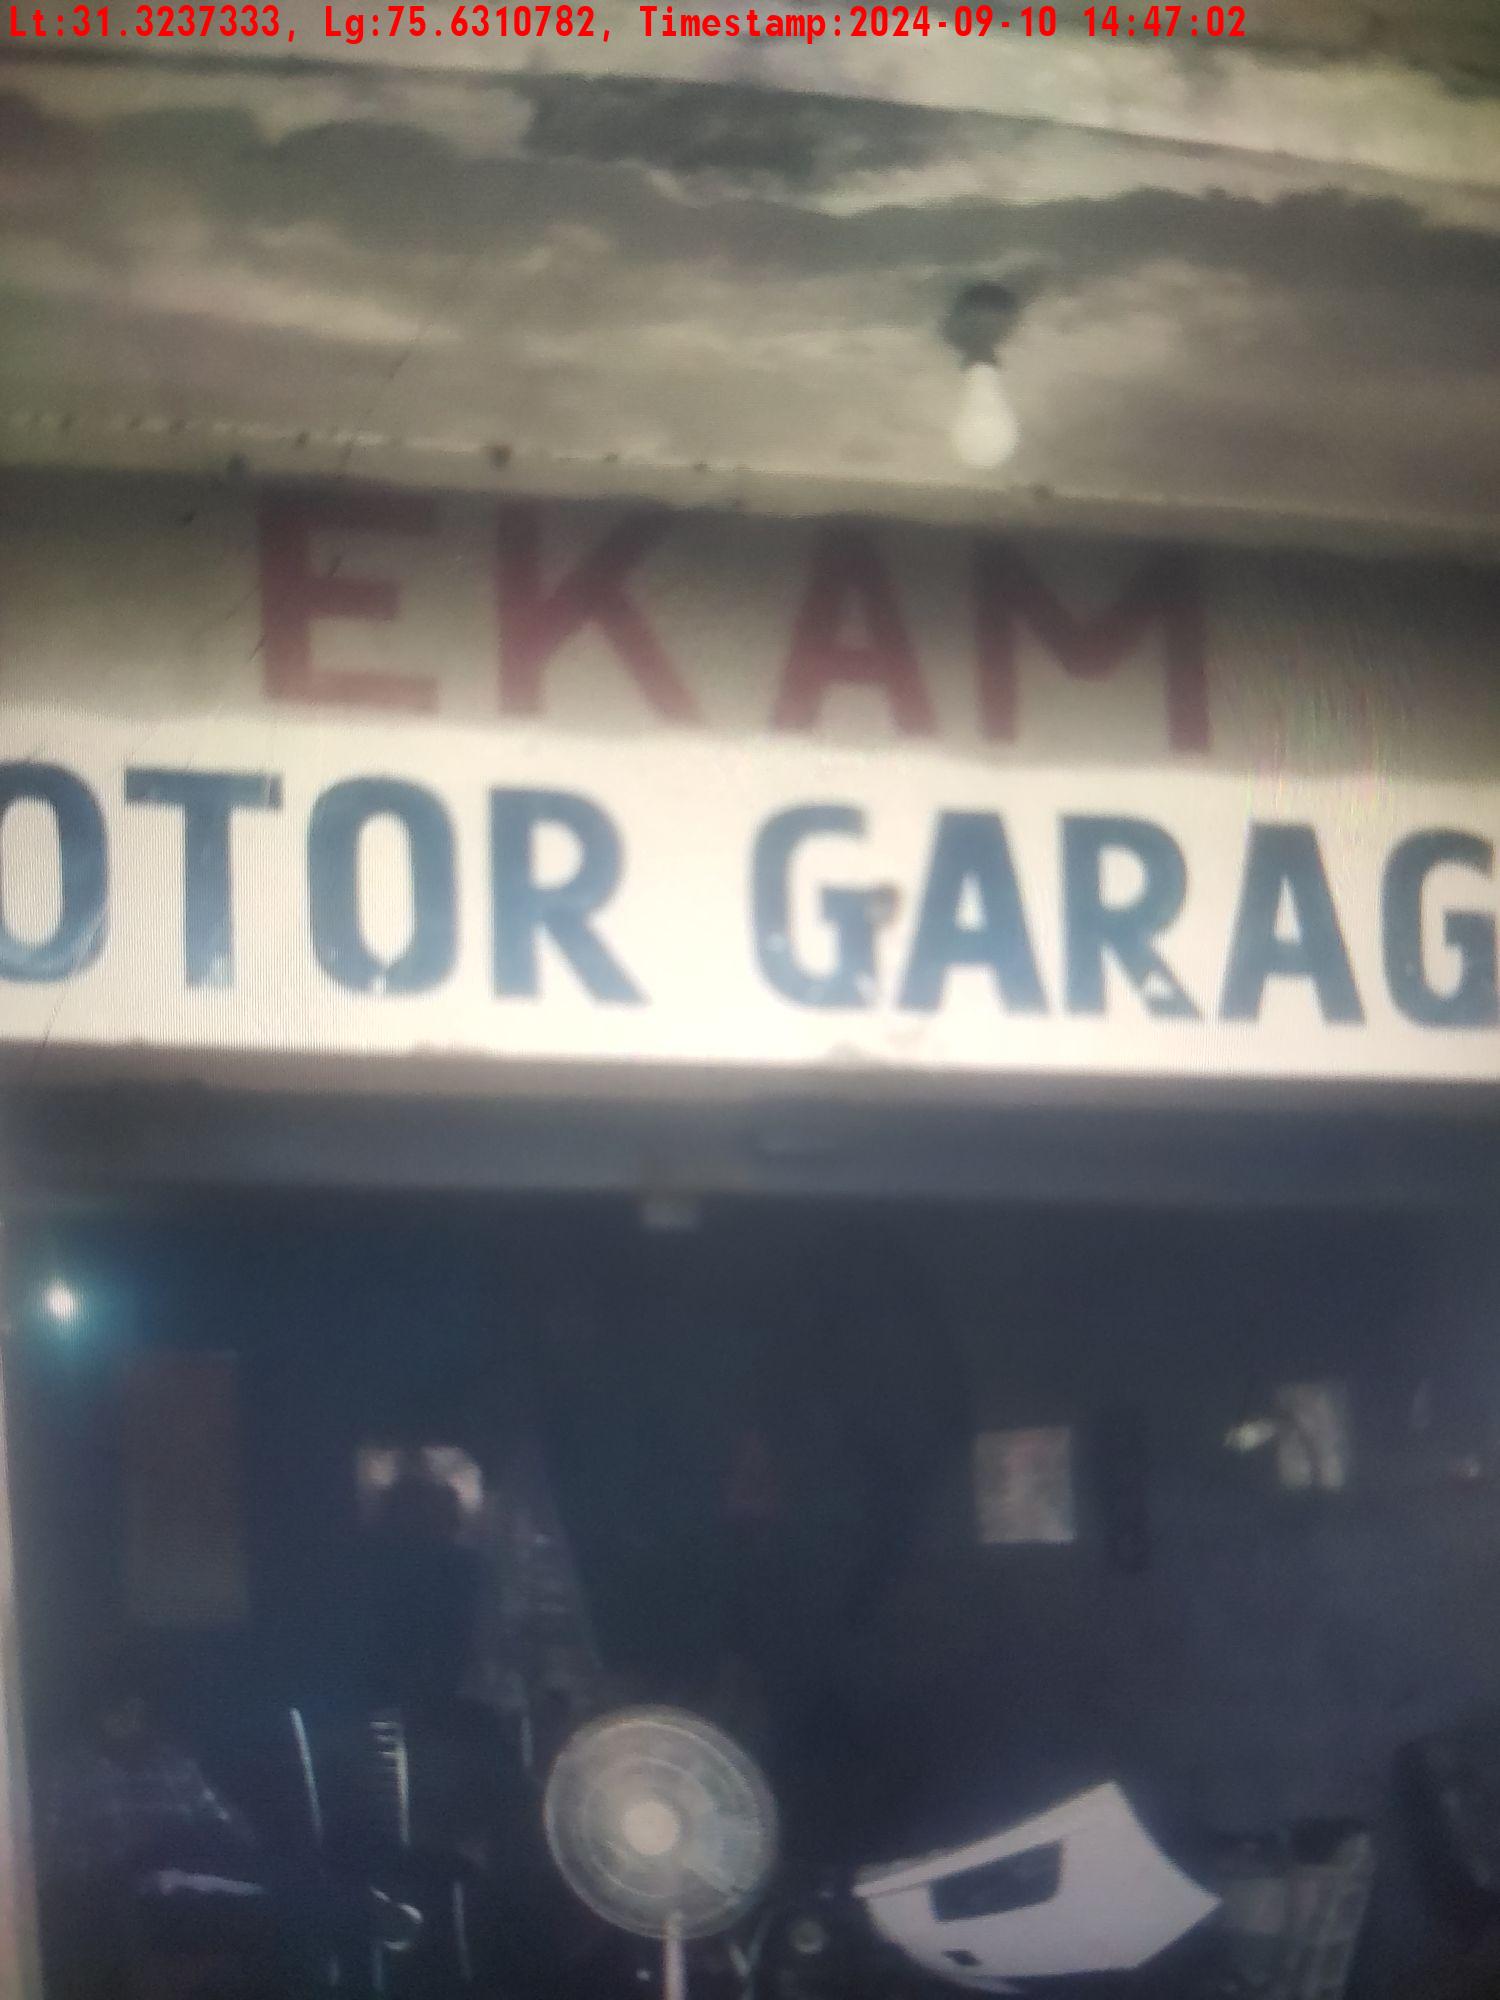 Lt:31.3237333, Lg:75.6310782, Timestamp:2024-09-10 14:47:02
EKAM
OTOR GARAG